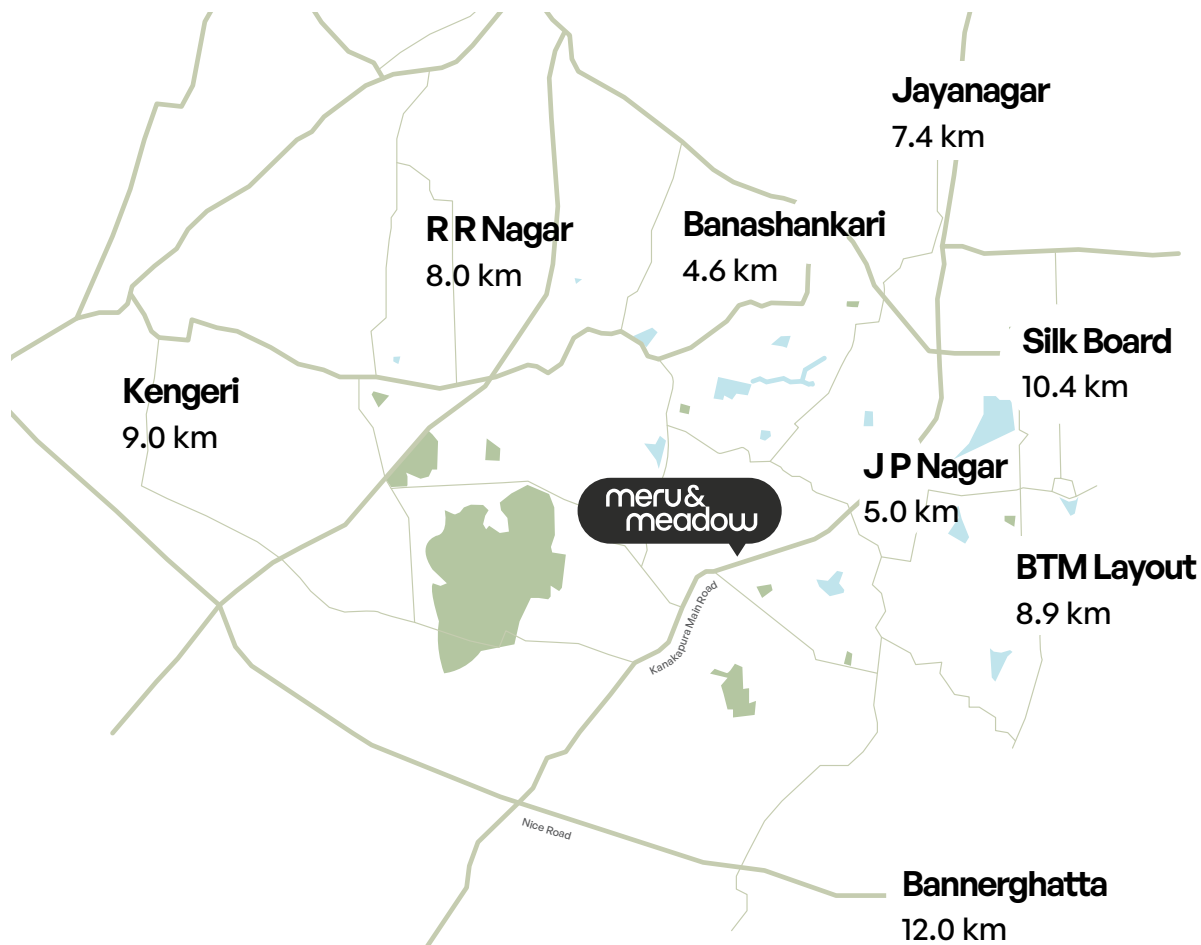 Jayanagar
7.4 km
R R Nagar
8.0 km
Banashankari
4.6 km
Silk Board
10.4 km
Kengeri
9.0 km
J P Nagar
5.0 km
meru&
meadow
BTM Layout
8.9 km
Kanakapura Main Road
Nice Road
Bannerghatta
12.0 km